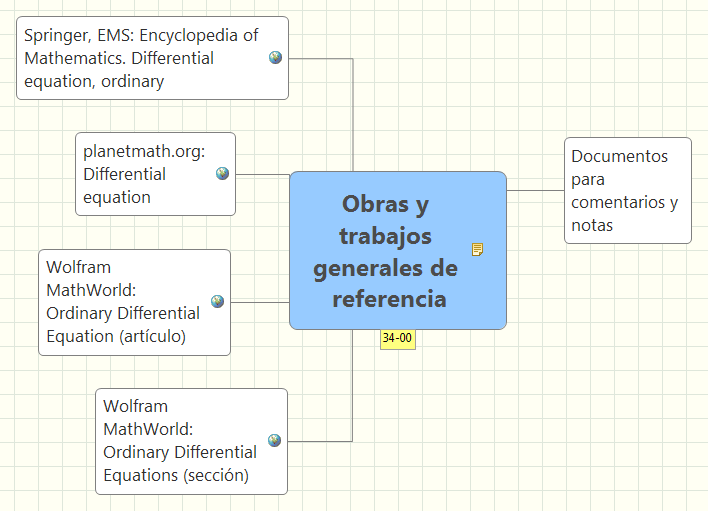 Springer, EMS: Encyclopedia of
Mathematics. Differential
equation, ordinary
planetmath.org:
Differential
equation
Wolfram
MathWorld:
Ordinary Differential
Equation (artículo)
Wolfram
MathWorld:
Ordinary Differential
Equations (sección)
Obras y
trabajos
generales de
referencia
34-00
Documentos
para
comentarios y
notas